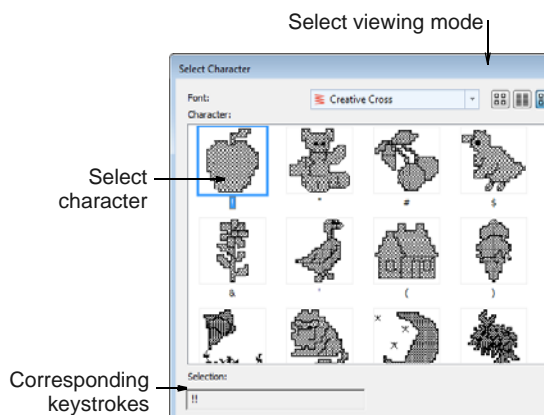 Select viewing mode
Select Character
Font:
Creative Cross
Character:
Select
character
! " # $
& ' ( )
Selection:
Corresponding
keystrokes
!!